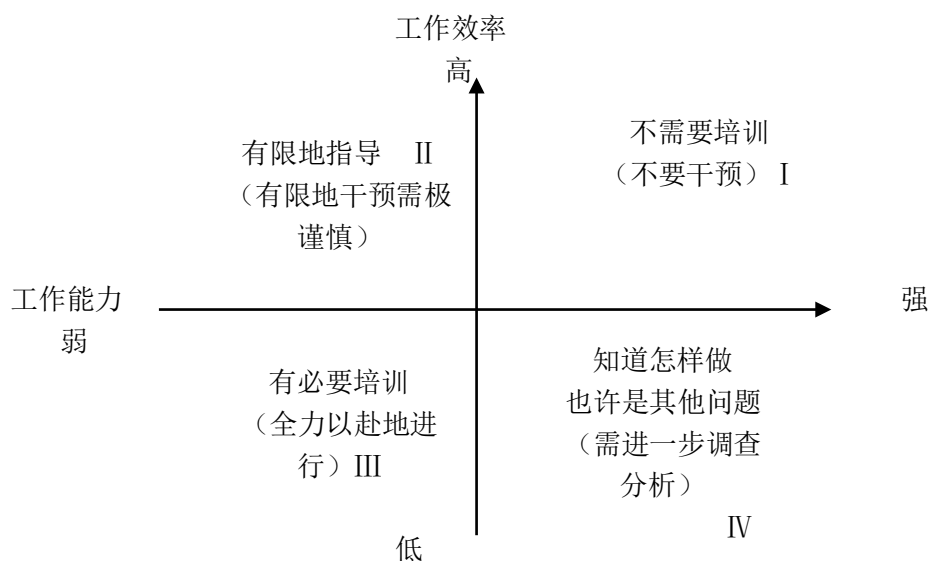 工作效率
高
不需要培训
（不要干预）Ⅰ
有限地指导　Ⅱ
（有限地干预需极
谨慎）
工作能力
弱
强
知道怎样做
也许是其他问题
（需进一步调查
分析）
Ⅳ
有必要培训
（全力以赴地进
行）Ⅲ
低